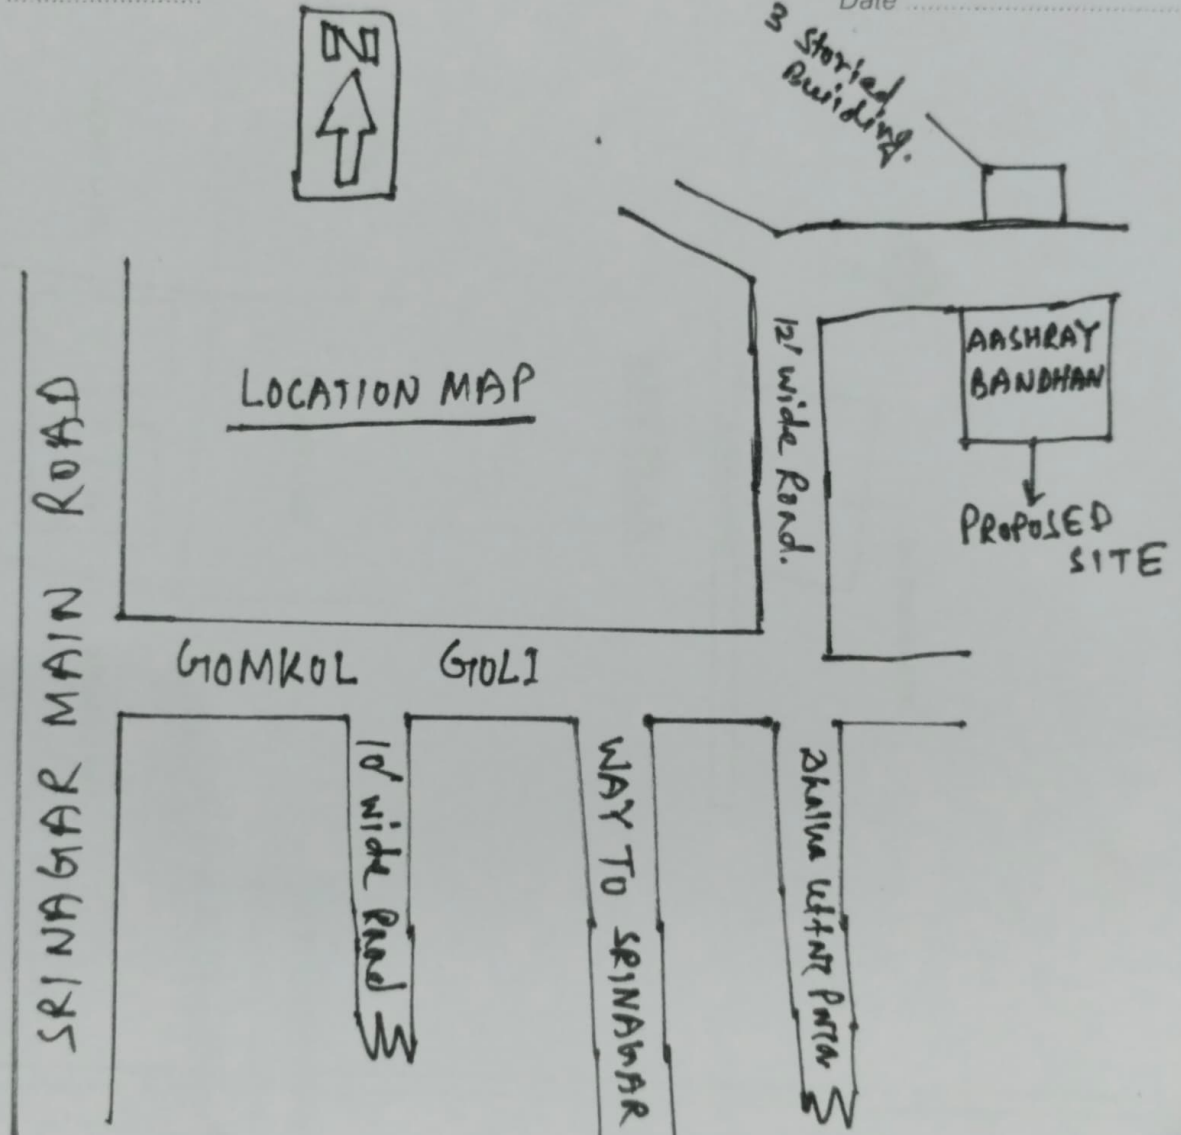 Date
N
3 storied
Building.
LOCATION MAP
12' wide Road.
AASHRAY
BANDHAN
PROPOSED
SITE
SRINAGAR MAIN ROAD
GOMKOL GOLI
10' wide Road
WAY TO SRINAGAR